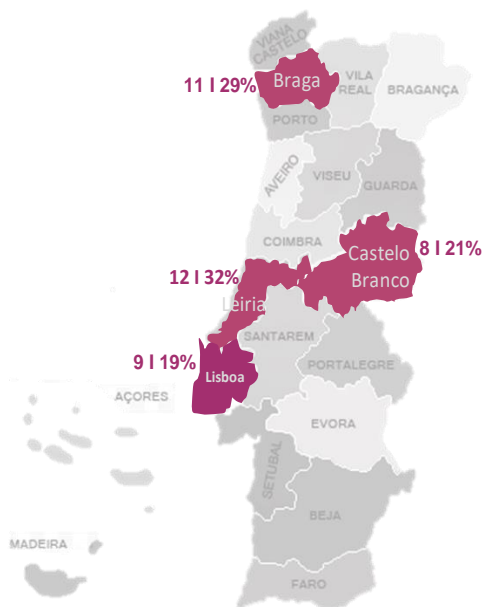 VIANA
CASTELO
Braga
11 I 29%
VILA
REAL
BRAGANÇA
PORTO
AVEIRO
VISEU
GUARDA
COIMBRA
Castelo
Branco
8 I 21%
12 I 32%
Leiria
SANTAREM
9 I 19%
Lisboa
PORTALEGRE
AÇORES
EVORA
SETUBAL
BEJA
MADEIRA
FARO